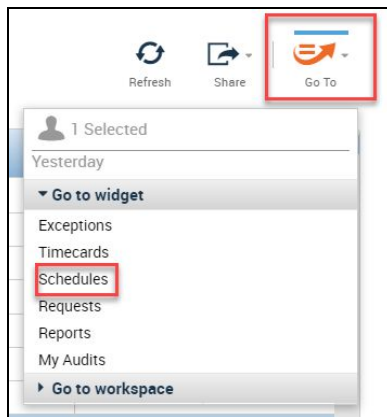 Refresh
Share
Go To
1 Selected
Yesterday
Go to widget
Exceptions
Timecards
Schedules
Requests
Reports
My Audits
Go to workspace